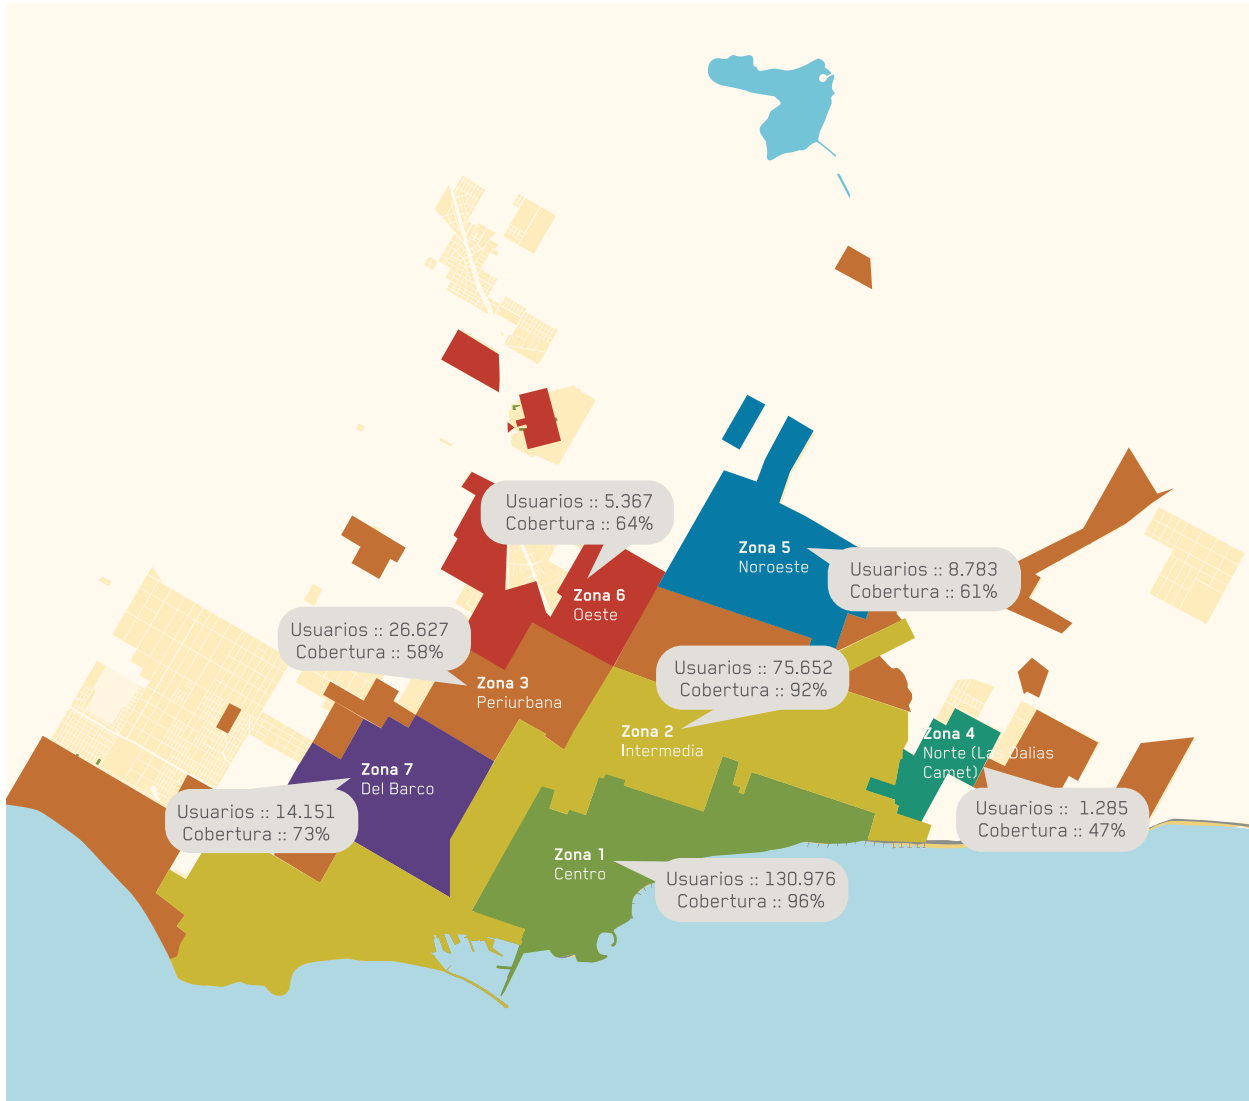 Usuarios :: 5.367
Cobertura :: 64%
Zona 5
Noroeste
Usuarios :: 8.783
Cobertura :: 61%
Zona 6
Oeste
Usuarios :: 26.627
Cobertura :: 58%
Zona 3
Periurbana
Usuarios :: 75.652
Cobertura :: 92%
Zona 2
Intermedia
Zona 4
Norte (Las Dalias
Camet)
Zona 7
Del Barco
Usuarios :: 14.151
Cobertura :: 73%
Usuarios :: 1.285
Cobertura :: 47%
Zona 1
Centro
Usuarios :: 130.976
Cobertura :: 96%